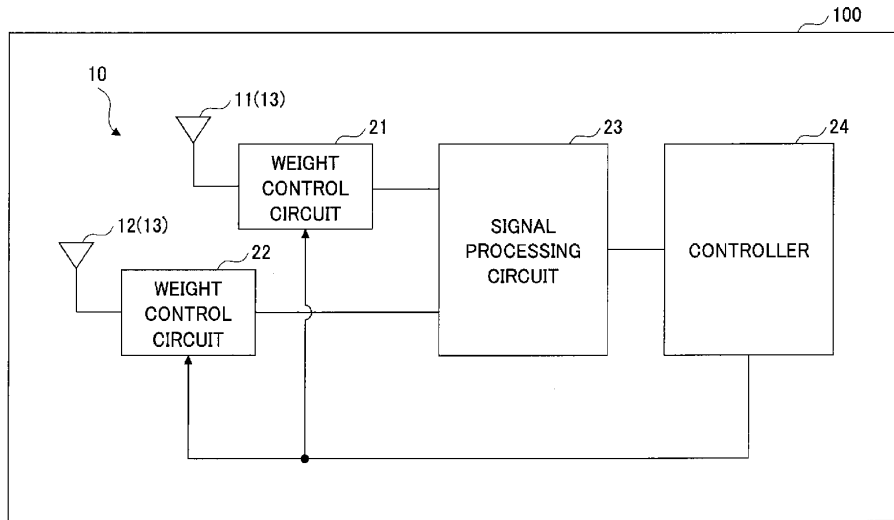 100
10
11(13)
21
WEIGHT
CONTROL
CIRCUIT
23
SIGNAL
PROCESSING
CIRCUIT
24
CONTROLLER
12(13)
22
WEIGHT
CONTROL
CIRCUIT